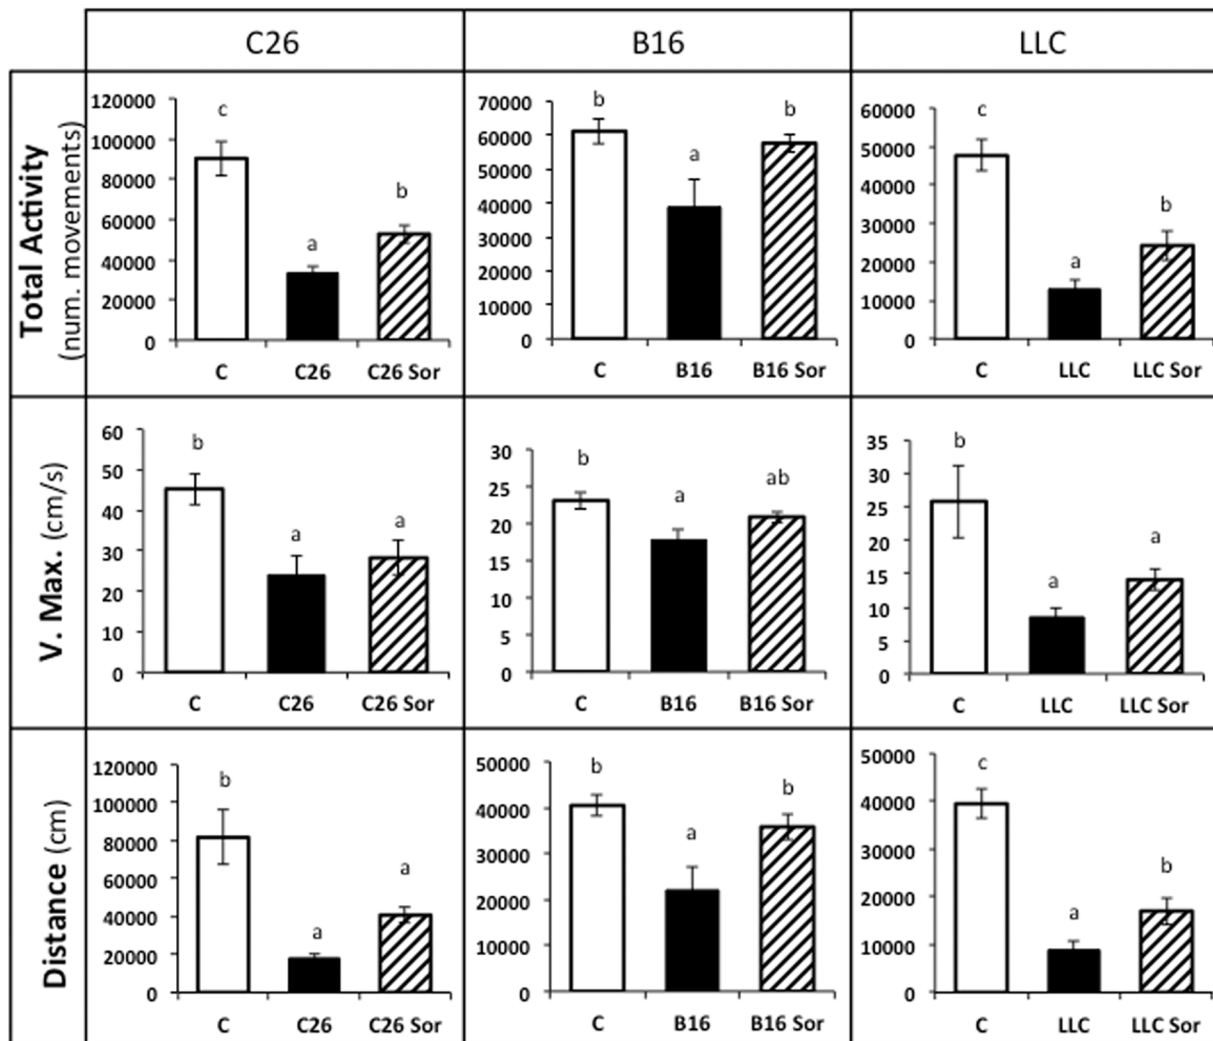 C26 B16 LLC
Total Activity
(num. movements)
120000
100000
80000
60000
40000
20000
0
c
a
b
C C26 C26 Sor
70000
60000
50000
40000
30000
20000
10000
0
b
a
b
C B16 B16 Sor
60000
50000
40000
30000
20000
10000
0
c
a
b
C LLC LLC Sor
V. Max. (cm/s)
60
50
40
30
20
10
0
b
a
a
C C26 C26 Sor
30
25
20
15
10
5
0
b
a
ab
C B16 B16 Sor
35
30
25
20
15
10
5
0
b
a
a
C LLC LLC Sor
Distance (cm)
120000
100000
80000
60000
40000
20000
0
b
a
a
C C26 C26 Sor
50000
40000
30000
20000
10000
0
b
a
b
C B16 B16 Sor
50000
40000
30000
20000
10000
0
c
a
b
C LLC LLC Sor